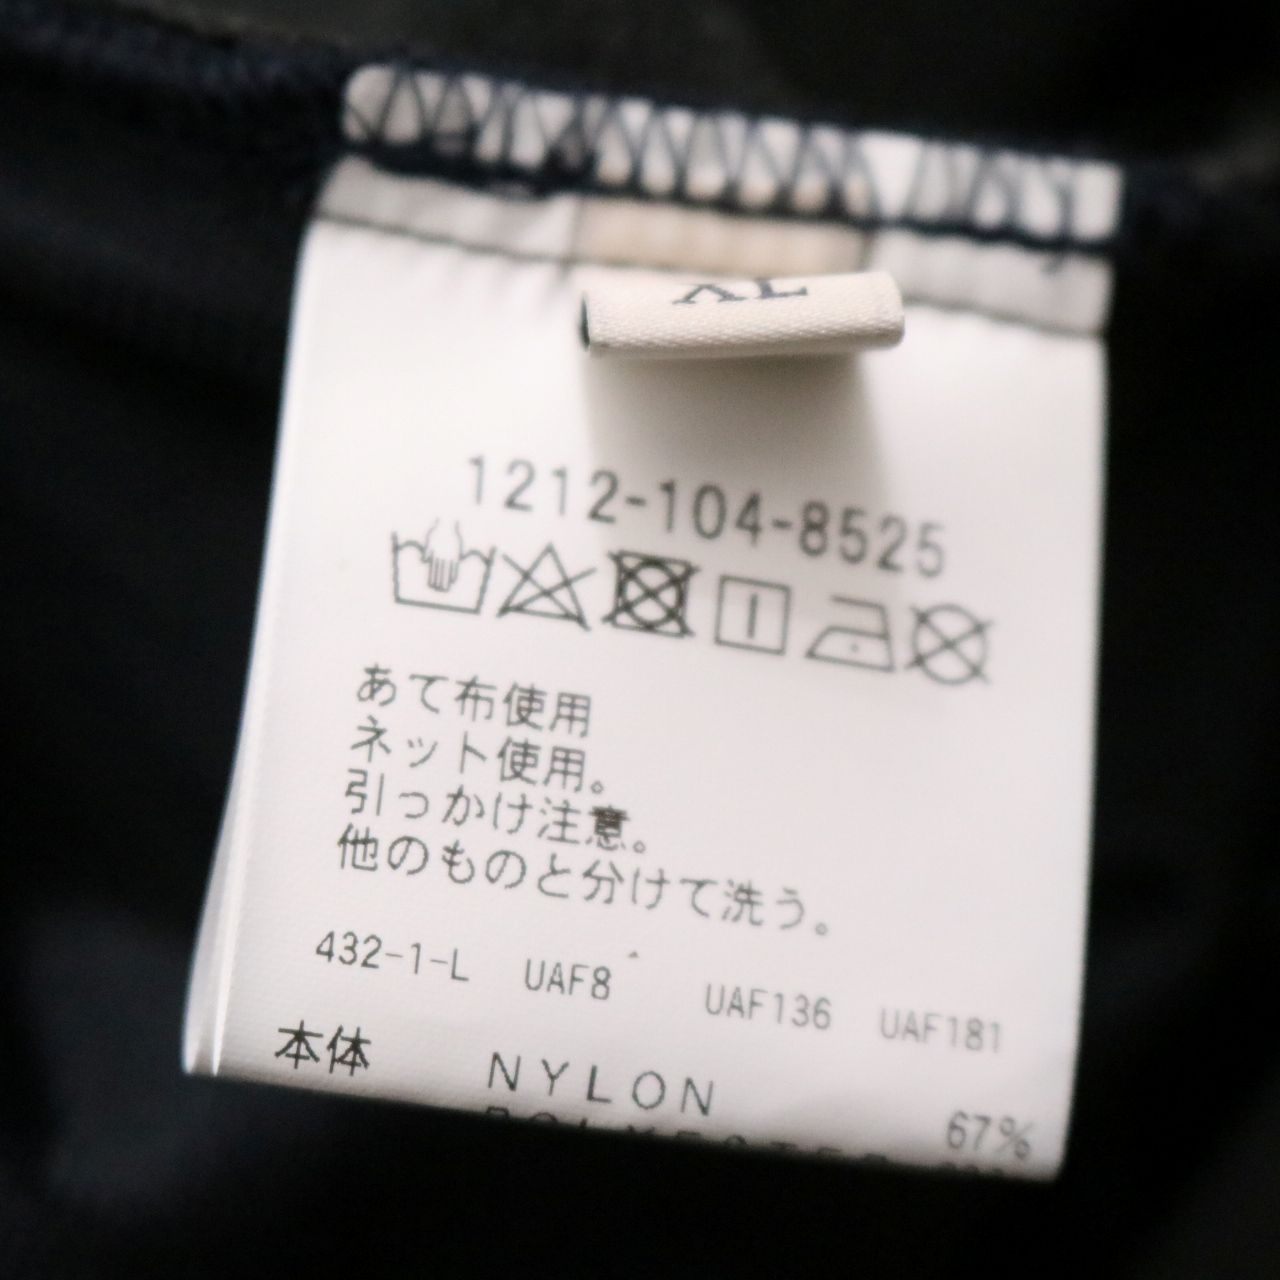 XL
1212-104-8525
あて布使用
ネット使用。
引っかけ注意。
他のものと分けて洗う。
432-1-L UAF8 UAF136 UAF181
本体 NYLON 67%
POLYESTER